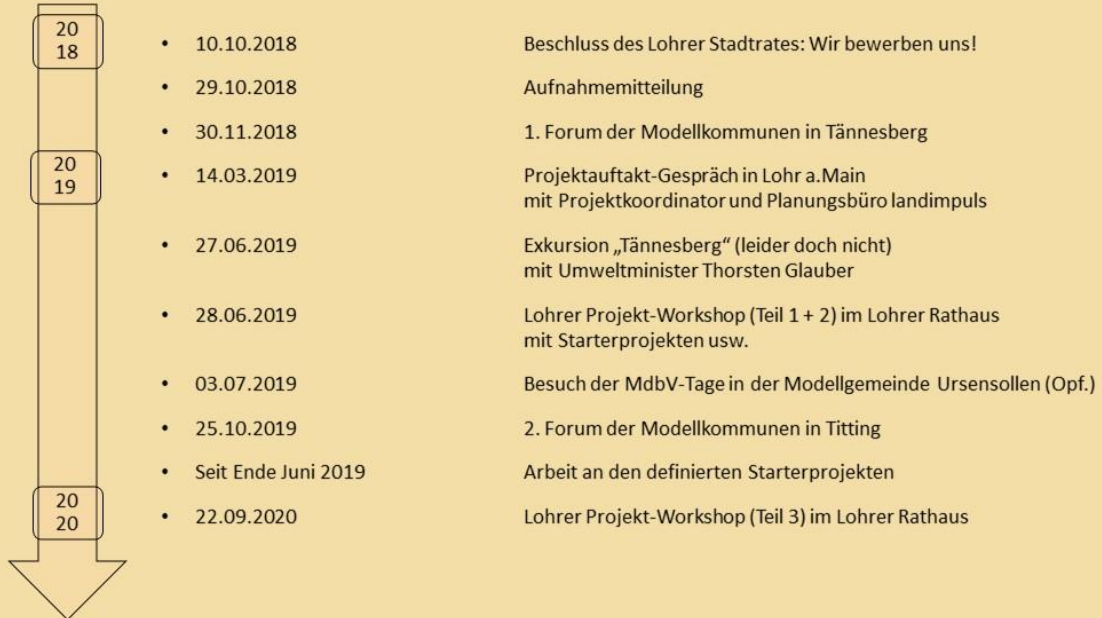 20
18
• 10.10.2018 Beschluss des Lohrer Stadtrates: Wir bewerben uns!
• 29.10.2018 Aufnahmemitteilung
• 30.11.2018 1. Forum der Modellkommunen in Tännesberg
20
19
• 14.03.2019 Projektauftakt-Gespräch in Lohr a.Main
mit Projektkoordinator und Planungsbüro landimpuls
• 27.06.2019 Exkursion „Tännesberg“ (leider doch nicht)
mit Umweltminister Thorsten Glauber
• 28.06.2019 Lohrer Projekt-Workshop (Teil 1 + 2) im Lohrer Rathaus
mit Starterprojekten usw.
• 03.07.2019 Besuch der MdbV-Tage in der Modellgemeinde Ursensollen (Opf.)
• 25.10.2019 2. Forum der Modellkommunen in Titting
• Seit Ende Juni 2019 Arbeit an den definierten Starterprojekten
20
20
• 22.09.2020 Lohrer Projekt-Workshop (Teil 3) im Lohrer Rathaus